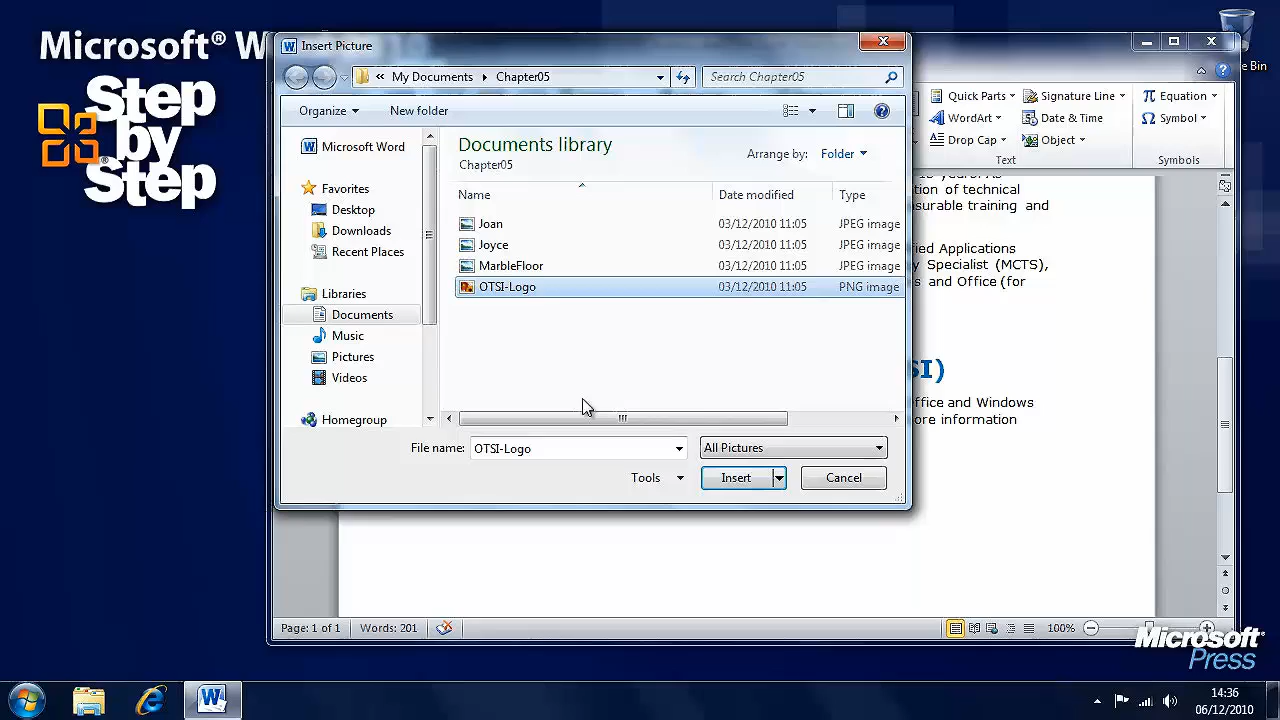 Microsoft® W
Step
by
Step
Insert Picture
« My Documents Chapter05
Search Chapter05
Organize
New folder
Microsoft Word
Favorites
Desktop
Downloads
Recent Places
Libraries
Documents
Music
Pictures
Videos
Homegroup
Documents library
Chapter05
Arrange by: Folder
Name Date modified Type
Joan 03/12/2010 11:05 JPEG image
Joyce 03/12/2010 11:05 JPEG image
MarbleFloor 03/12/2010 11:05 JPEG image
OTSI-Logo 03/12/2010 11:05 PNG image
File name: OTSI-Logo All Pictures
Tools Insert Cancel
Bin
Quick Parts Signature Line Equation
WordArt Date & Time Symbol
Drop Cap Object
Text Symbols
tion of technical
surable training and
ied Applications
y Specialist (MCTS),
s and Office (for
SI)
ffice and Windows
ore information
Page: 1 of 1 Words: 201 100%
Microsoft
Press
14:36
06/12/2010